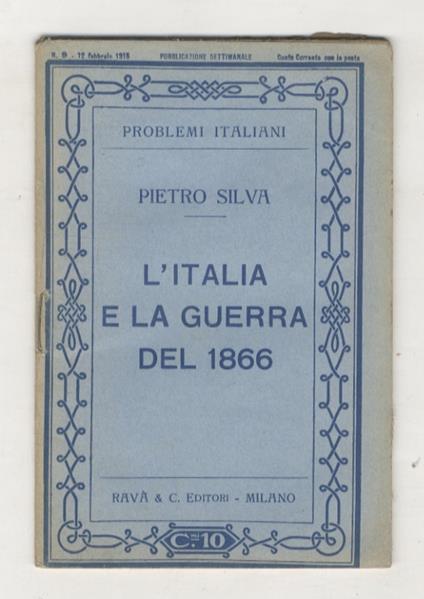 N. 9 - 12 febbraio 1915 PUBBLICAZIONE SETTIMANALE Conto Corrente con la posta
PROBLEMI ITALIANI
PIETRO SILVA
L'ITALIA
E LA GUERRA
DEL 1866
RAVÀ & C. EDITORI - MILANO
C.mi 10